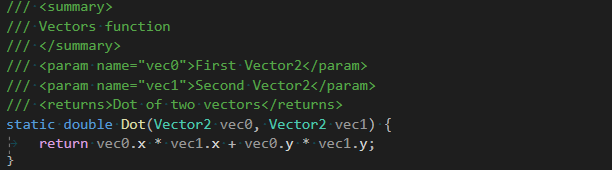 /// <summary>
/// Vectors function
/// </summary>
/// <param name="vec0">First Vector2</param>
/// <param name="vec1">Second Vector2</param>
/// <returns>Dot of two vectors</returns>
static double Dot(Vector2 vec0, Vector2 vec1) {
    return vec0.x * vec1.x + vec0.y * vec1.y;
}